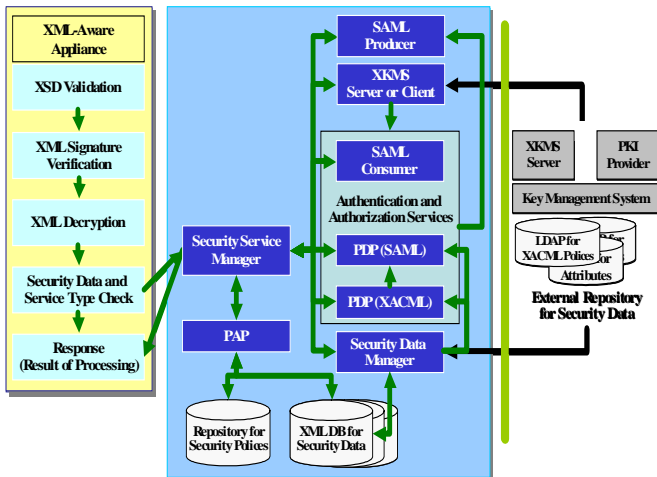 XML-Aware
Appliance
XSD Validation
XML Signature
Verification
XML Decryption
Security Data and
Service Type Check
Response
(Result of Processing)
SAML
Producer
XKMS
Server or Client
SAML
Consumer
Authentication and
Authorization Services
Security Service
Manager
PDP (SAML)
PDP (XACML)
PAP
Security Data
Manager
Repository for
Security Polices
XML DB for
Security Data
XKMS
Server
PKI
Provider
Key Management System
LDAP for
XACML Polices
Attributes
External Repository
for Security Data